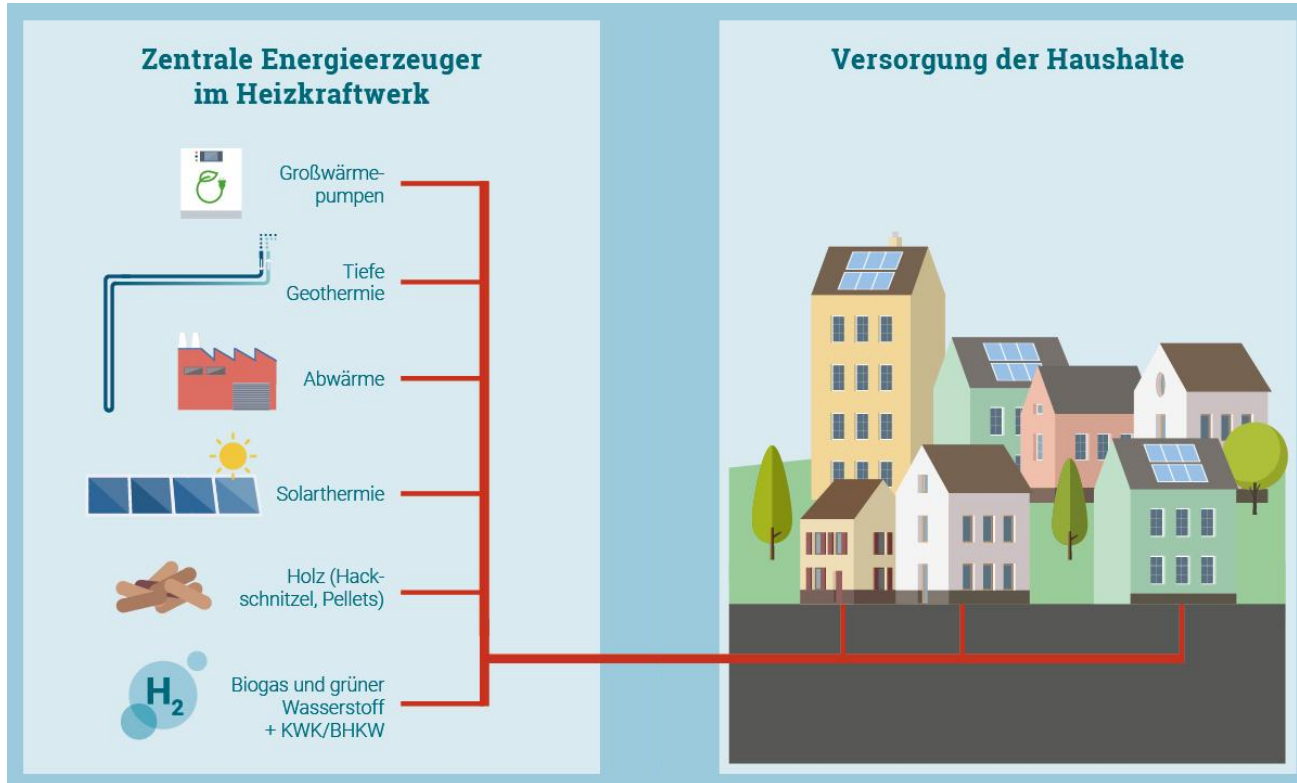 Zentrale Energieerzeuger
im Heizkraftwerk
Großwärme-
pumpen
Tiefe
Geothermie
Abwärme
Solarthermie
Holz (Hack-
schnitzel, Pellets)
H₂
Biogas und grüner
Wasserstoff
+ KWK/BHKW
Versorgung der Haushalte